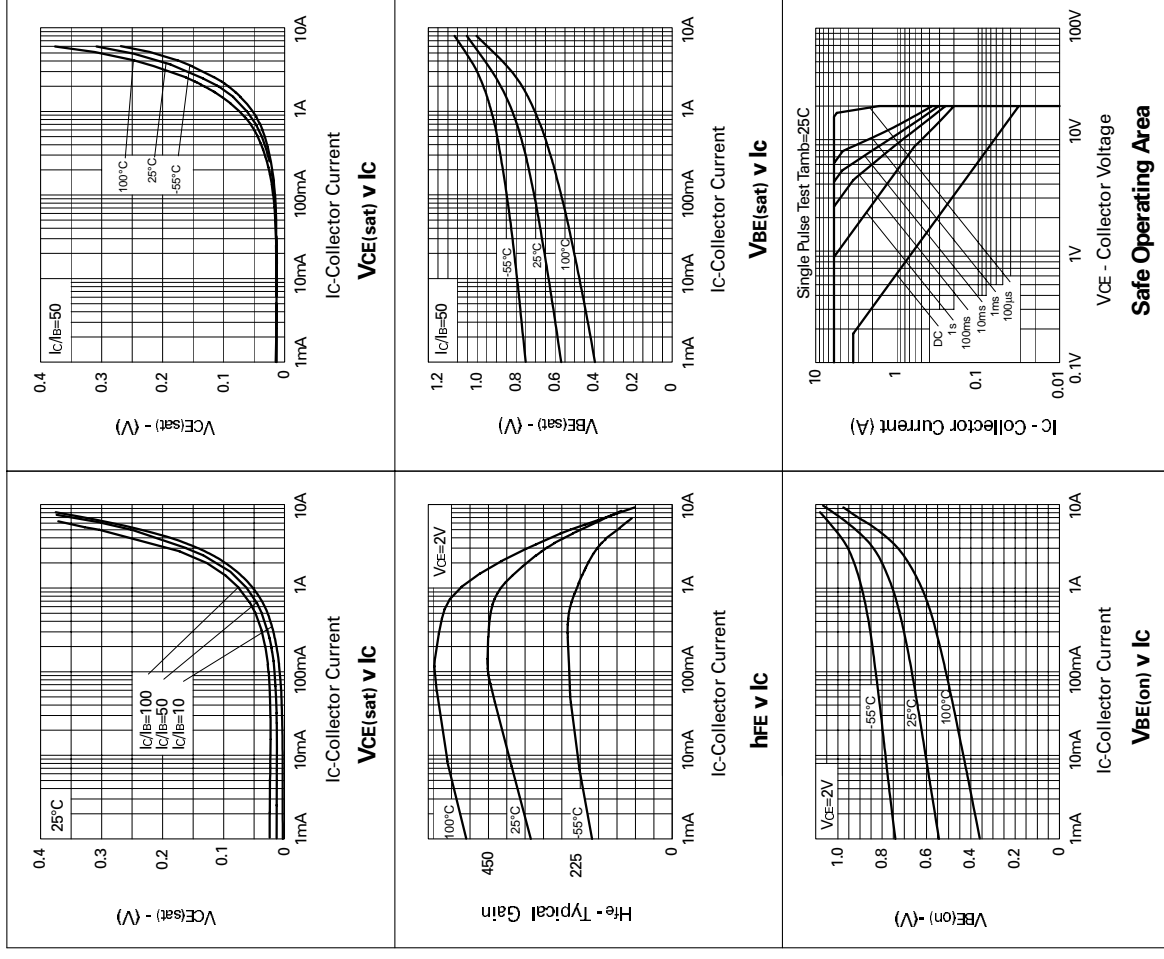 0.4
0.3
0.2
0.1
0
VCE(sat) - (V)
25°C
IC/IB=100
IC/IB=50
IC/IB=10
1mA 10mA 100mA 1A 10A
IC-Collector Current
VCE(sat) v IC
0.4
0.3
0.2
0.1
0
VCE(sat) - (V)
IC/IB=50
100°C
25°C
-55°C
1mA 10mA 100mA 1A 10A
IC-Collector Current
VCE(sat) v IC
450
225
0
Hfe - Typical Gain
VCE=2V
100°C
25°C
-55°C
1mA 10mA 100mA 1A 10A
IC-Collector Current
hFE v IC
1.2
1.0
0.8
0.6
0.4
0.2
0
VBE(sat) - (V)
IC/IB=50
-55°C
25°C
100°C
1mA 10mA 100mA 1A 10A
IC-Collector Current
VBE(sat) v IC
1.0
0.8
0.6
0.4
0.2
0
VBE(on) - (V)
VCE=2V
-55°C
25°C
100°C
1mA 10mA 100mA 1A 10A
IC-Collector Current
VBE(on) v IC
Single Pulse Test Tamb=25C
10
1
0.1
0.01
IC - Collector Current (A)
DC
1s
100ms
10ms
1ms
100µs
0.1V 1V 10V 100V
VCE - Collector Voltage
Safe Operating Area